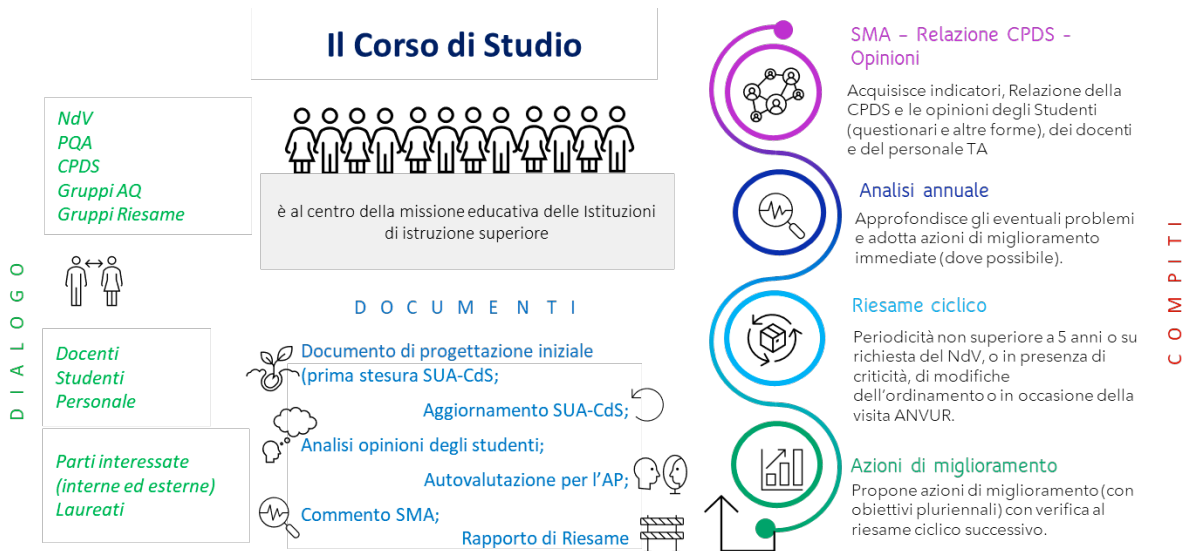 Il Corso di Studio
NdV
PQA
CPDS
Gruppi AQ
Gruppi Riesame
è al centro della missione educativa delle Istituzioni
di istruzione superiore
DIALOGO
Docenti
Studenti
Personale
Parti interessate
(interne ed esterne)
Laureati
DOCUMENTI
Documento di progettazione iniziale
(prima stesura SUA-CdS;
Aggiornamento SUA-CdS;
Analisi opinioni degli studenti;
Autovalutazione per l'AP;
Commento SMA;
Rapporto di Riesame
SMA – Relazione CPDS -
Opinioni
Acquisisce indicatori, Relazione della
CPDS e le opinioni degli Studenti
(questionari e altre forme), dei docenti
e del personale TA
Analisi annuale
Approfondisce gli eventuali problemi
e adotta azioni di miglioramento
immediate (dove possibile).
Riesame ciclico
Periodicità non superiore a 5 anni o su
richiesta del NdV, o in presenza di
criticità, di modifiche
dell'ordinamento o in occasione della
visita ANVUR.
Azioni di miglioramento
Propone azioni di miglioramento (con
obiettivi pluriennali) con verifica al
riesame ciclico successivo.
COMPITI